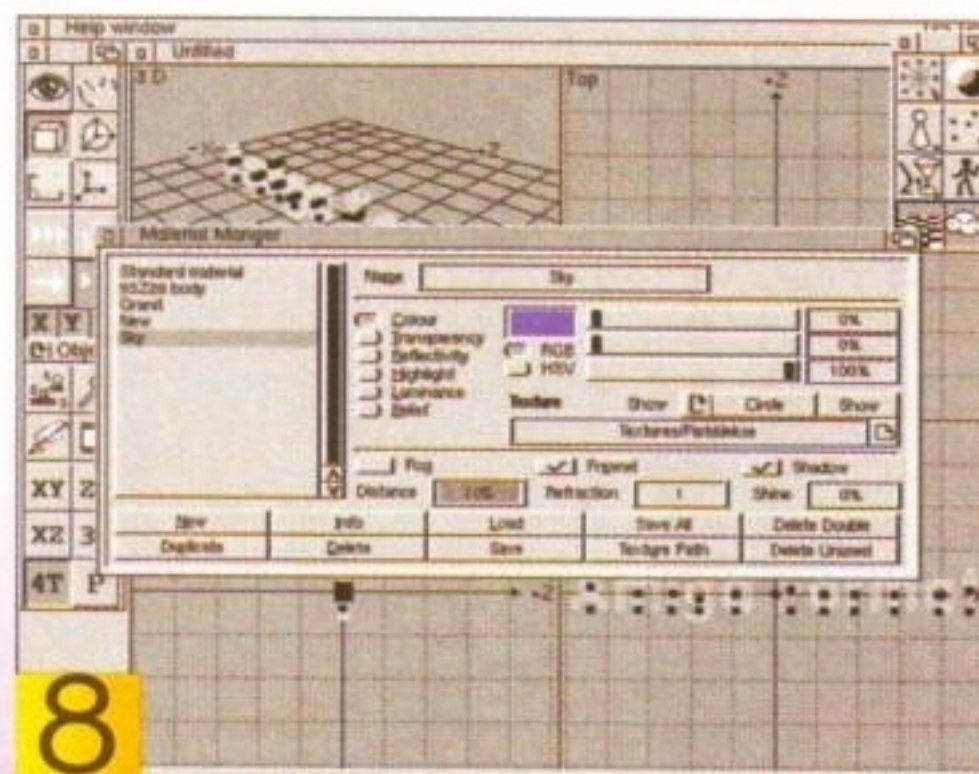 Help window
Untitled
3 D
Top
Z
Material Manger
Standard material
Name
Sky
New
Sky
Colour
Transparency
Reflectivity
Highlight
Luminance
Relief
RGB
HSV
0%
0%
100%
Texture
Show
Circle
Show
Fog
Fresnel
Shadow
Distance
Refraction
1
Shine
0%
New
Info
Load
Save All
Delete Double
Duplicate
Delete
Save
Texture Path
Delete Unused
X Y
XY Z
XZ 3
4T P
Z
8